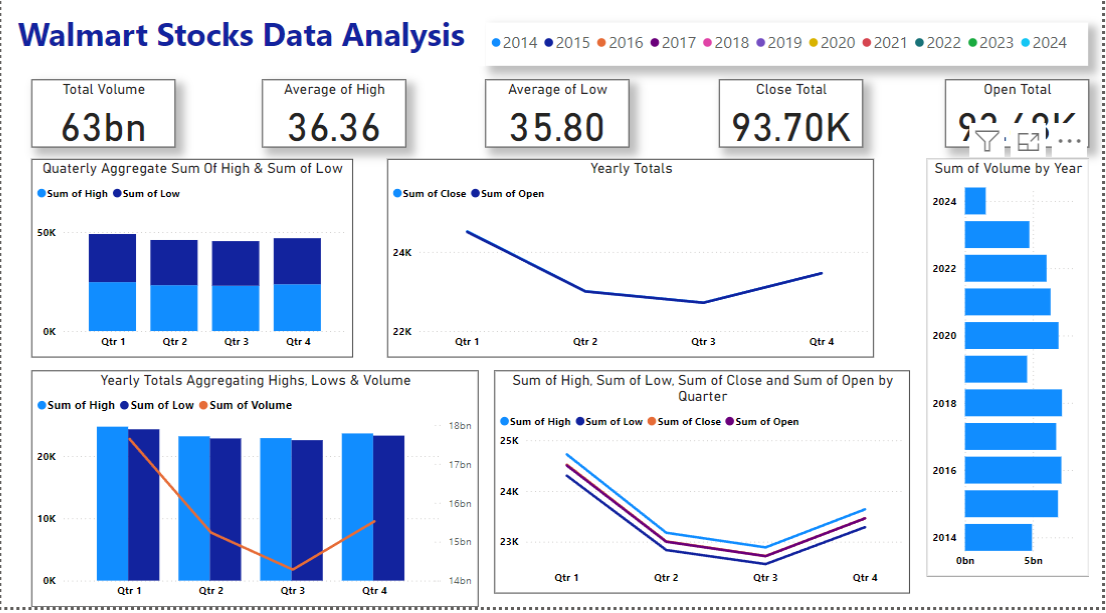 Walmart Stocks Data Analysis
2014 2015 2016 2017 2018 2019 2020 2021 2022 2023 2024
Total Volume
63bn
Average of High
36.36
Average of Low
35.80
Close Total
93.70K
Open Total
Quaterly Aggregate Sum Of High & Sum of Low
Sum of High Sum of Low
50K
0K
Qtr 1 Qtr 2 Qtr 3 Qtr 4
Yearly Totals
Sum of Close Sum of Open
24K
22K
Qtr 1 Qtr 2 Qtr 3 Qtr 4
Sum of Volume by Year
2024
2022
2020
2018
2016
2014
0bn 5bn
Yearly Totals Aggregating Highs, Lows & Volume
Sum of High Sum of Low Sum of Volume
20K
10K
0K
18bn
17bn
16bn
15bn
14bn
Qtr 1 Qtr 2 Qtr 3 Qtr 4
Sum of High, Sum of Low, Sum of Close and Sum of Open by
Quarter
Sum of High Sum of Low Sum of Close Sum of Open
25K
24K
23K
Qtr 1 Qtr 2 Qtr 3 Qtr 4